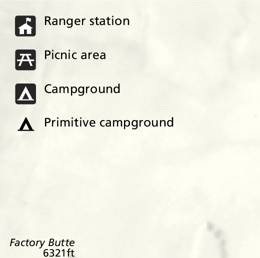 Ranger station
Picnic area
Campground
Primitive campground
Factory Butte
6321ft